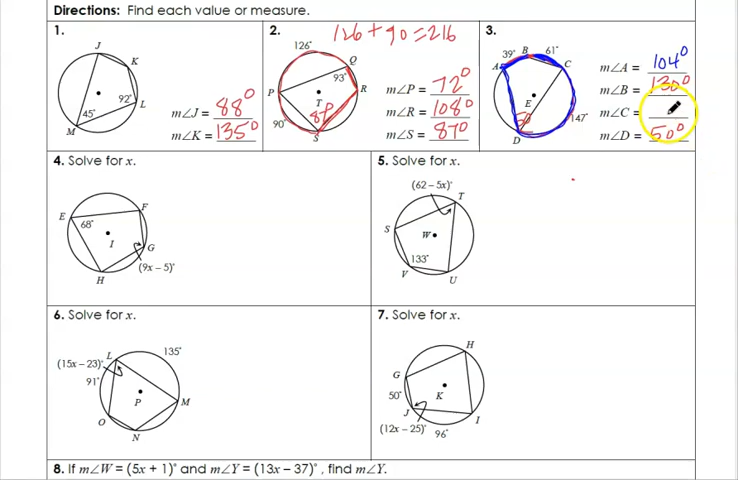 Directions: Find each value or measure.
1.
J
K
L
M
92°
45°
m∠J = 88°
m∠K = 135°
2.
126 + 90 = 216
126°
Q
93°
P
R
T
87
90°
S
m∠P = 72°
m∠R = 108°
m∠S = 87°
3.
39° B 61°
A
C
E
147°
50
D
m∠A = 104°
m∠B = 130°
m∠C =
m∠D = 50°
4. Solve for x.
E
F
68°
I
G
(9x – 5)°
H
5. Solve for x.
(62 – 5x)°
T
S
W
133°
V
U
6. Solve for x.
L
135°
(15x – 23)°
91°
P
M
O
N
7. Solve for x.
H
G
50°
K
J
I
(12x – 25)°
96°
8. If m∠W = (5x + 1)° and m∠Y = (13x – 37)°, find m∠Y.